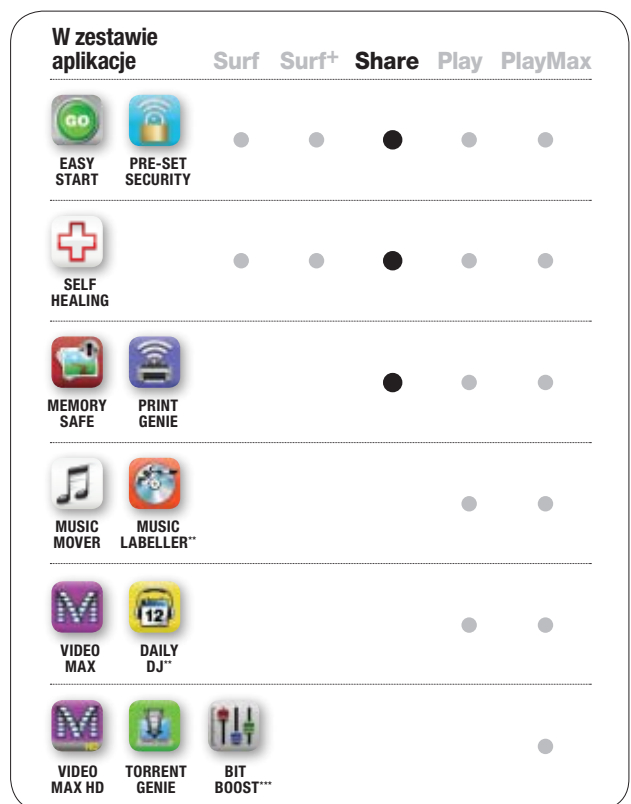 W zestawie
aplikacje
Surf Surf+ Share Play PlayMax
GO
EASY
START
PRE-SET
SECURITY
SELF
HEALING
MEMORY
SAFE
PRINT
GENIE
MUSIC
MOVER
MUSIC
LABELLER**
M
12
VIDEO
MAX
DAILY
DJ**
M
HD
VIDEO
MAX HD
TORRENT
GENIE
BIT
BOOST***